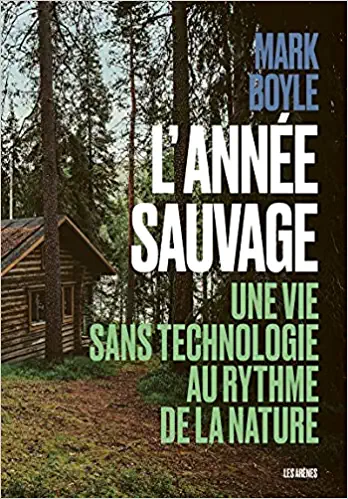 MARK
BOYLE
L'ANNÉE
SAUVAGE
UNE VIE
SANS TECHNOLOGIE
AU RYTHME
DE LA NATURE
LES ARÈNES